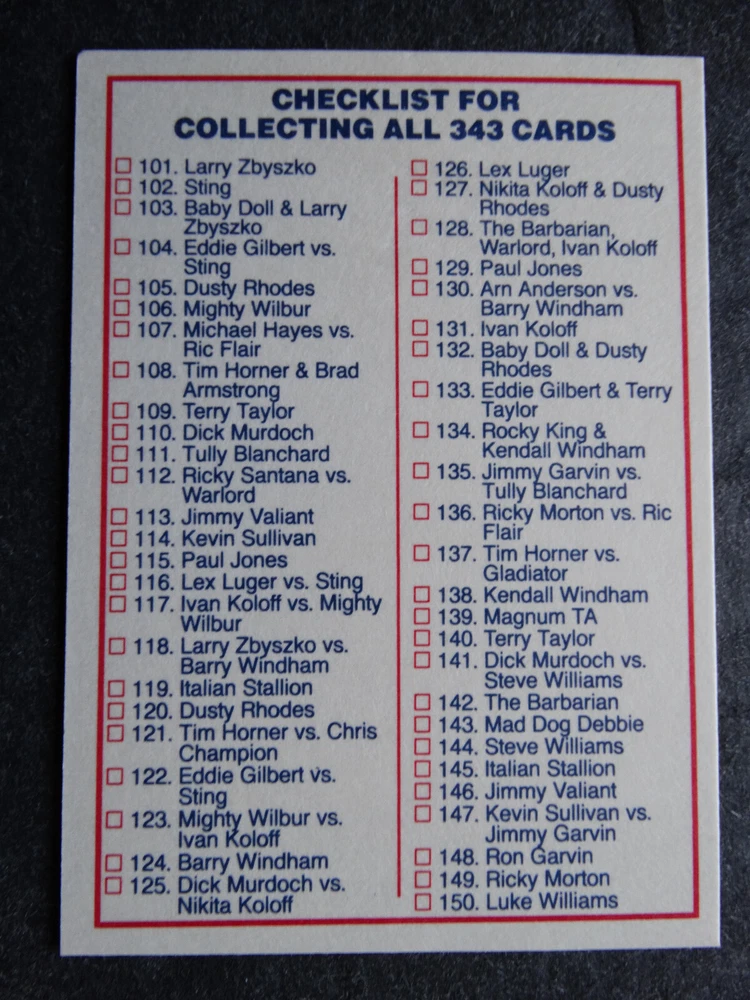 CHECKLIST FOR
COLLECTING ALL 343 CARDS
101. Larry Zbyszko
102. Sting
103. Baby Doll & Larry
Zbyszko
104. Eddie Gilbert vs.
Sting
105. Dusty Rhodes
106. Mighty Wilbur
107. Michael Hayes vs.
Ric Flair
108. Tim Horner & Brad
Armstrong
109. Terry Taylor
110. Dick Murdoch
111. Tully Blanchard
112. Ricky Santana vs.
Warlord
113. Jimmy Valiant
114. Kevin Sullivan
115. Paul Jones
116. Lex Luger vs. Sting
117. Ivan Koloff vs. Mighty
Wilbur
118. Larry Zbyszko vs.
Barry Windham
119. Italian Stallion
120. Dusty Rhodes
121. Tim Horner vs. Chris
Champion
122. Eddie Gilbert vs.
Sting
123. Mighty Wilbur vs.
Ivan Koloff
124. Barry Windham
125. Dick Murdoch vs.
Nikita Koloff
126. Lex Luger
127. Nikita Koloff & Dusty
Rhodes
128. The Barbarian,
Warlord, Ivan Koloff
129. Paul Jones
130. Arn Anderson vs.
Barry Windham
131. Ivan Koloff
132. Baby Doll & Dusty
Rhodes
133. Eddie Gilbert & Terry
Taylor
134. Rocky King &
Kendall Windham
135. Jimmy Garvin vs.
Tully Blanchard
136. Ricky Morton vs. Ric
Flair
137. Tim Horner vs.
Gladiator
138. Kendall Windham
139. Magnum TA
140. Terry Taylor
141. Dick Murdoch vs.
Steve Williams
142. The Barbarian
143. Mad Dog Debbie
144. Steve Williams
145. Italian Stallion
146. Jimmy Valiant
147. Kevin Sullivan vs.
Jimmy Garvin
148. Ron Garvin
149. Ricky Morton
150. Luke Williams